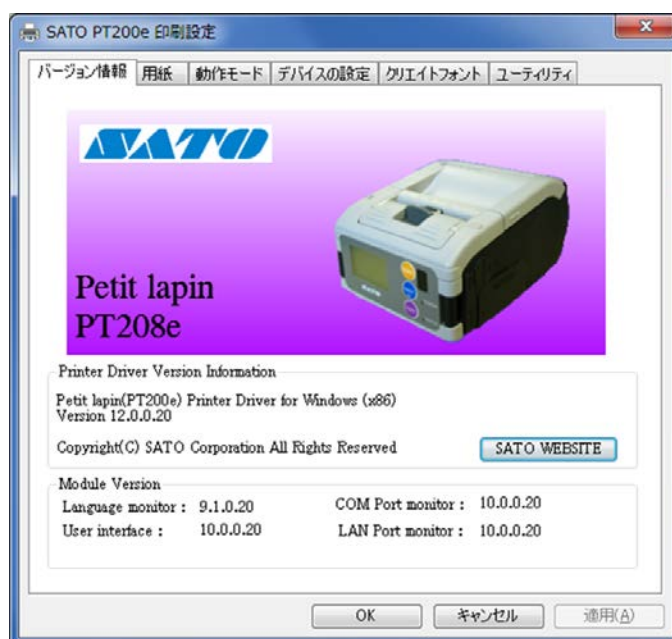 SATO PT200e 印刷設定
バージョン情報 用紙 動作モード デバイスの設定 クリエイトフォント ユーティリティ
SATO
Petit lapin
PT208e
Printer Driver Version Information
Petit lapin(PT200e) Printer Driver for Windows (x86)
Version 12.0.0.20
Copyright(C) SATO Corporation All Rights Reserved
SATO WEBSITE
Module Version
Language monitor : 9.1.0.20 COM Port monitor : 10.0.0.20
User interface : 10.0.0.20 LAN Port monitor : 10.0.0.20
OK キャンセル 適用(A)